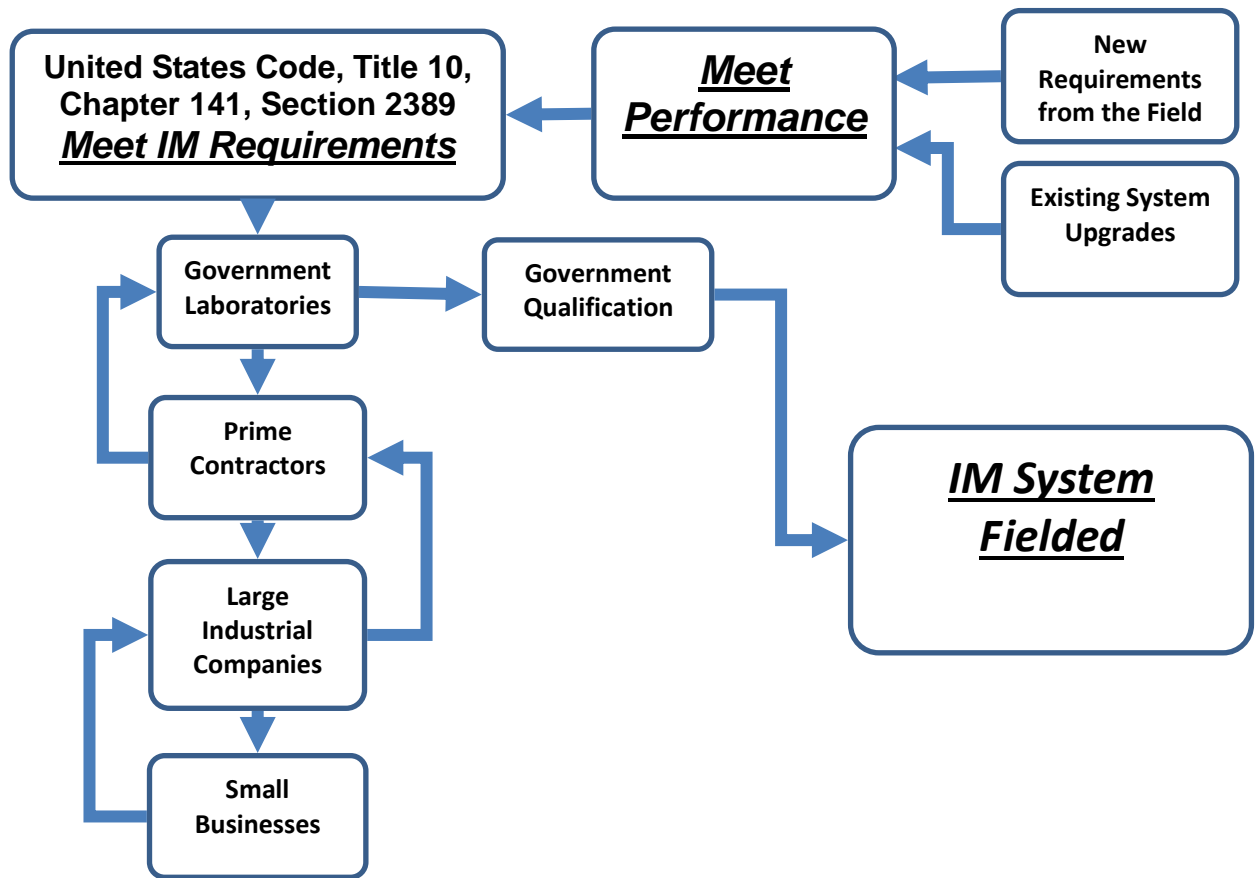 United States Code, Title 10,
Chapter 141, Section 2389
Meet IM Requirements
Meet
Performance
New
Requirements
from the Field
Existing System
Upgrades
Government
Laboratories
Government
Qualification
Prime
Contractors
IM System
Fielded
Large
Industrial
Companies
Small
Businesses